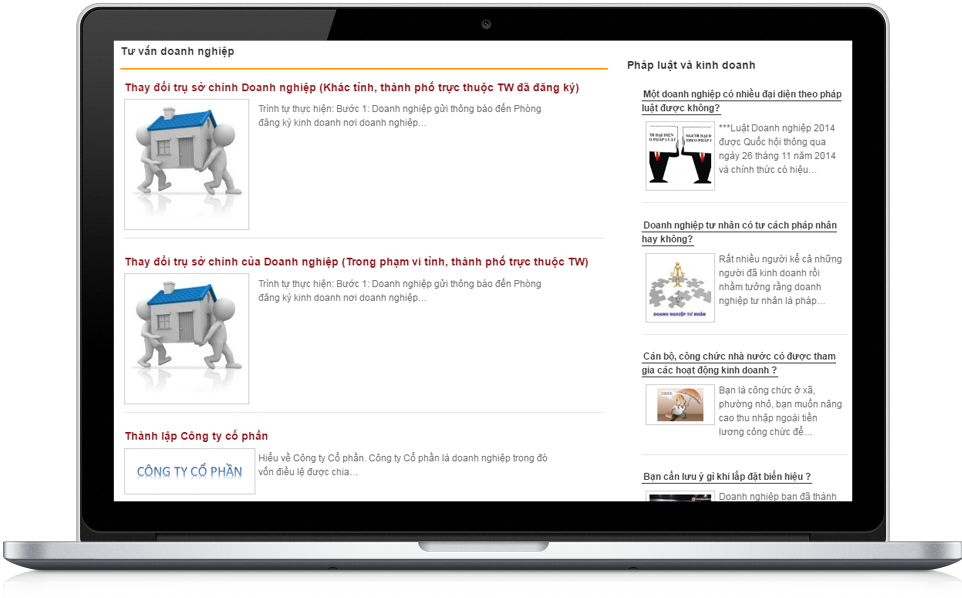 Tư vấn doanh nghiệp
Thay đổi trụ sở chính Doanh nghiệp (Khác tỉnh, thành phố trực thuộc TW đã đăng ký)
Trình tự thực hiện: Bước 1: Doanh nghiệp gửi thông báo đến Phòng
đăng ký kinh doanh nơi doanh nghiệp…
Thay đổi trụ sở chính của Doanh nghiệp (Trong phạm vi tỉnh, thành phố trực thuộc TW)
Trình tự thực hiện: Bước 1: Doanh nghiệp gửi thông báo đến Phòng
đăng ký kinh doanh nơi doanh nghiệp…
Thành lập Công ty cổ phần
CÔNG TY CỔ PHẦN
Hiểu về Công ty Cổ phần. Công ty Cổ phần là doanh nghiệp trong đò
vốn điều lệ được chia…
Pháp luật và kinh doanh
Một doanh nghiệp có nhiều đại diện theo pháp
luật được không?
***Luật Doanh nghiệp 2014
được Quốc hội thông qua
ngày 26 tháng 11 năm 2014
và chính thức có hiệu…
Doanh nghiệp tư nhân có tư cách pháp nhân
hay không?
Rất nhiều người kể cả những
người đã kinh doanh rồi
nhầm tưởng rằng doanh
nghiệp tư nhân là pháp…
DOANH NGHIỆP TƯ NHÂN
Cán bộ, công chức nhà nước có được tham
gia các hoạt động kinh doanh ?
Bạn là công chức ở xã,
phường nhỏ, bạn muốn nâng
cao thu nhập ngoài tiền
lương công chức để…
Bạn cần lưu ý gì khi lắp đặt biển hiệu ?
Doanh nghiệp bạn đã thành